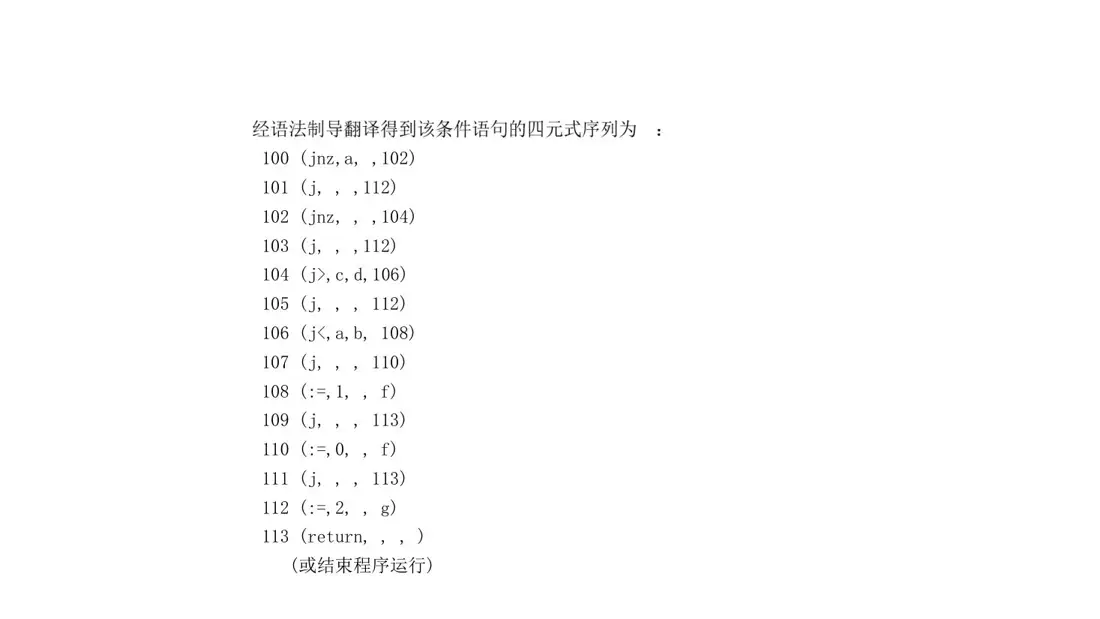 经语法制导翻译得到该条件语句的四元式序列为 ：
100 (jnz,a, ,102)
101 (j, , ,112)
102 (jnz, , ,104)
103 (j, , ,112)
104 (j>,c,d,106)
105 (j, , , 112)
106 (j<,a,b, 108)
107 (j, , , 110)
108 (:=,1, , f)
109 (j, , , 113)
110 (:=,0, , f)
111 (j, , , 113)
112 (:=,2, , g)
113 (return, , , )
(或结束程序运行)